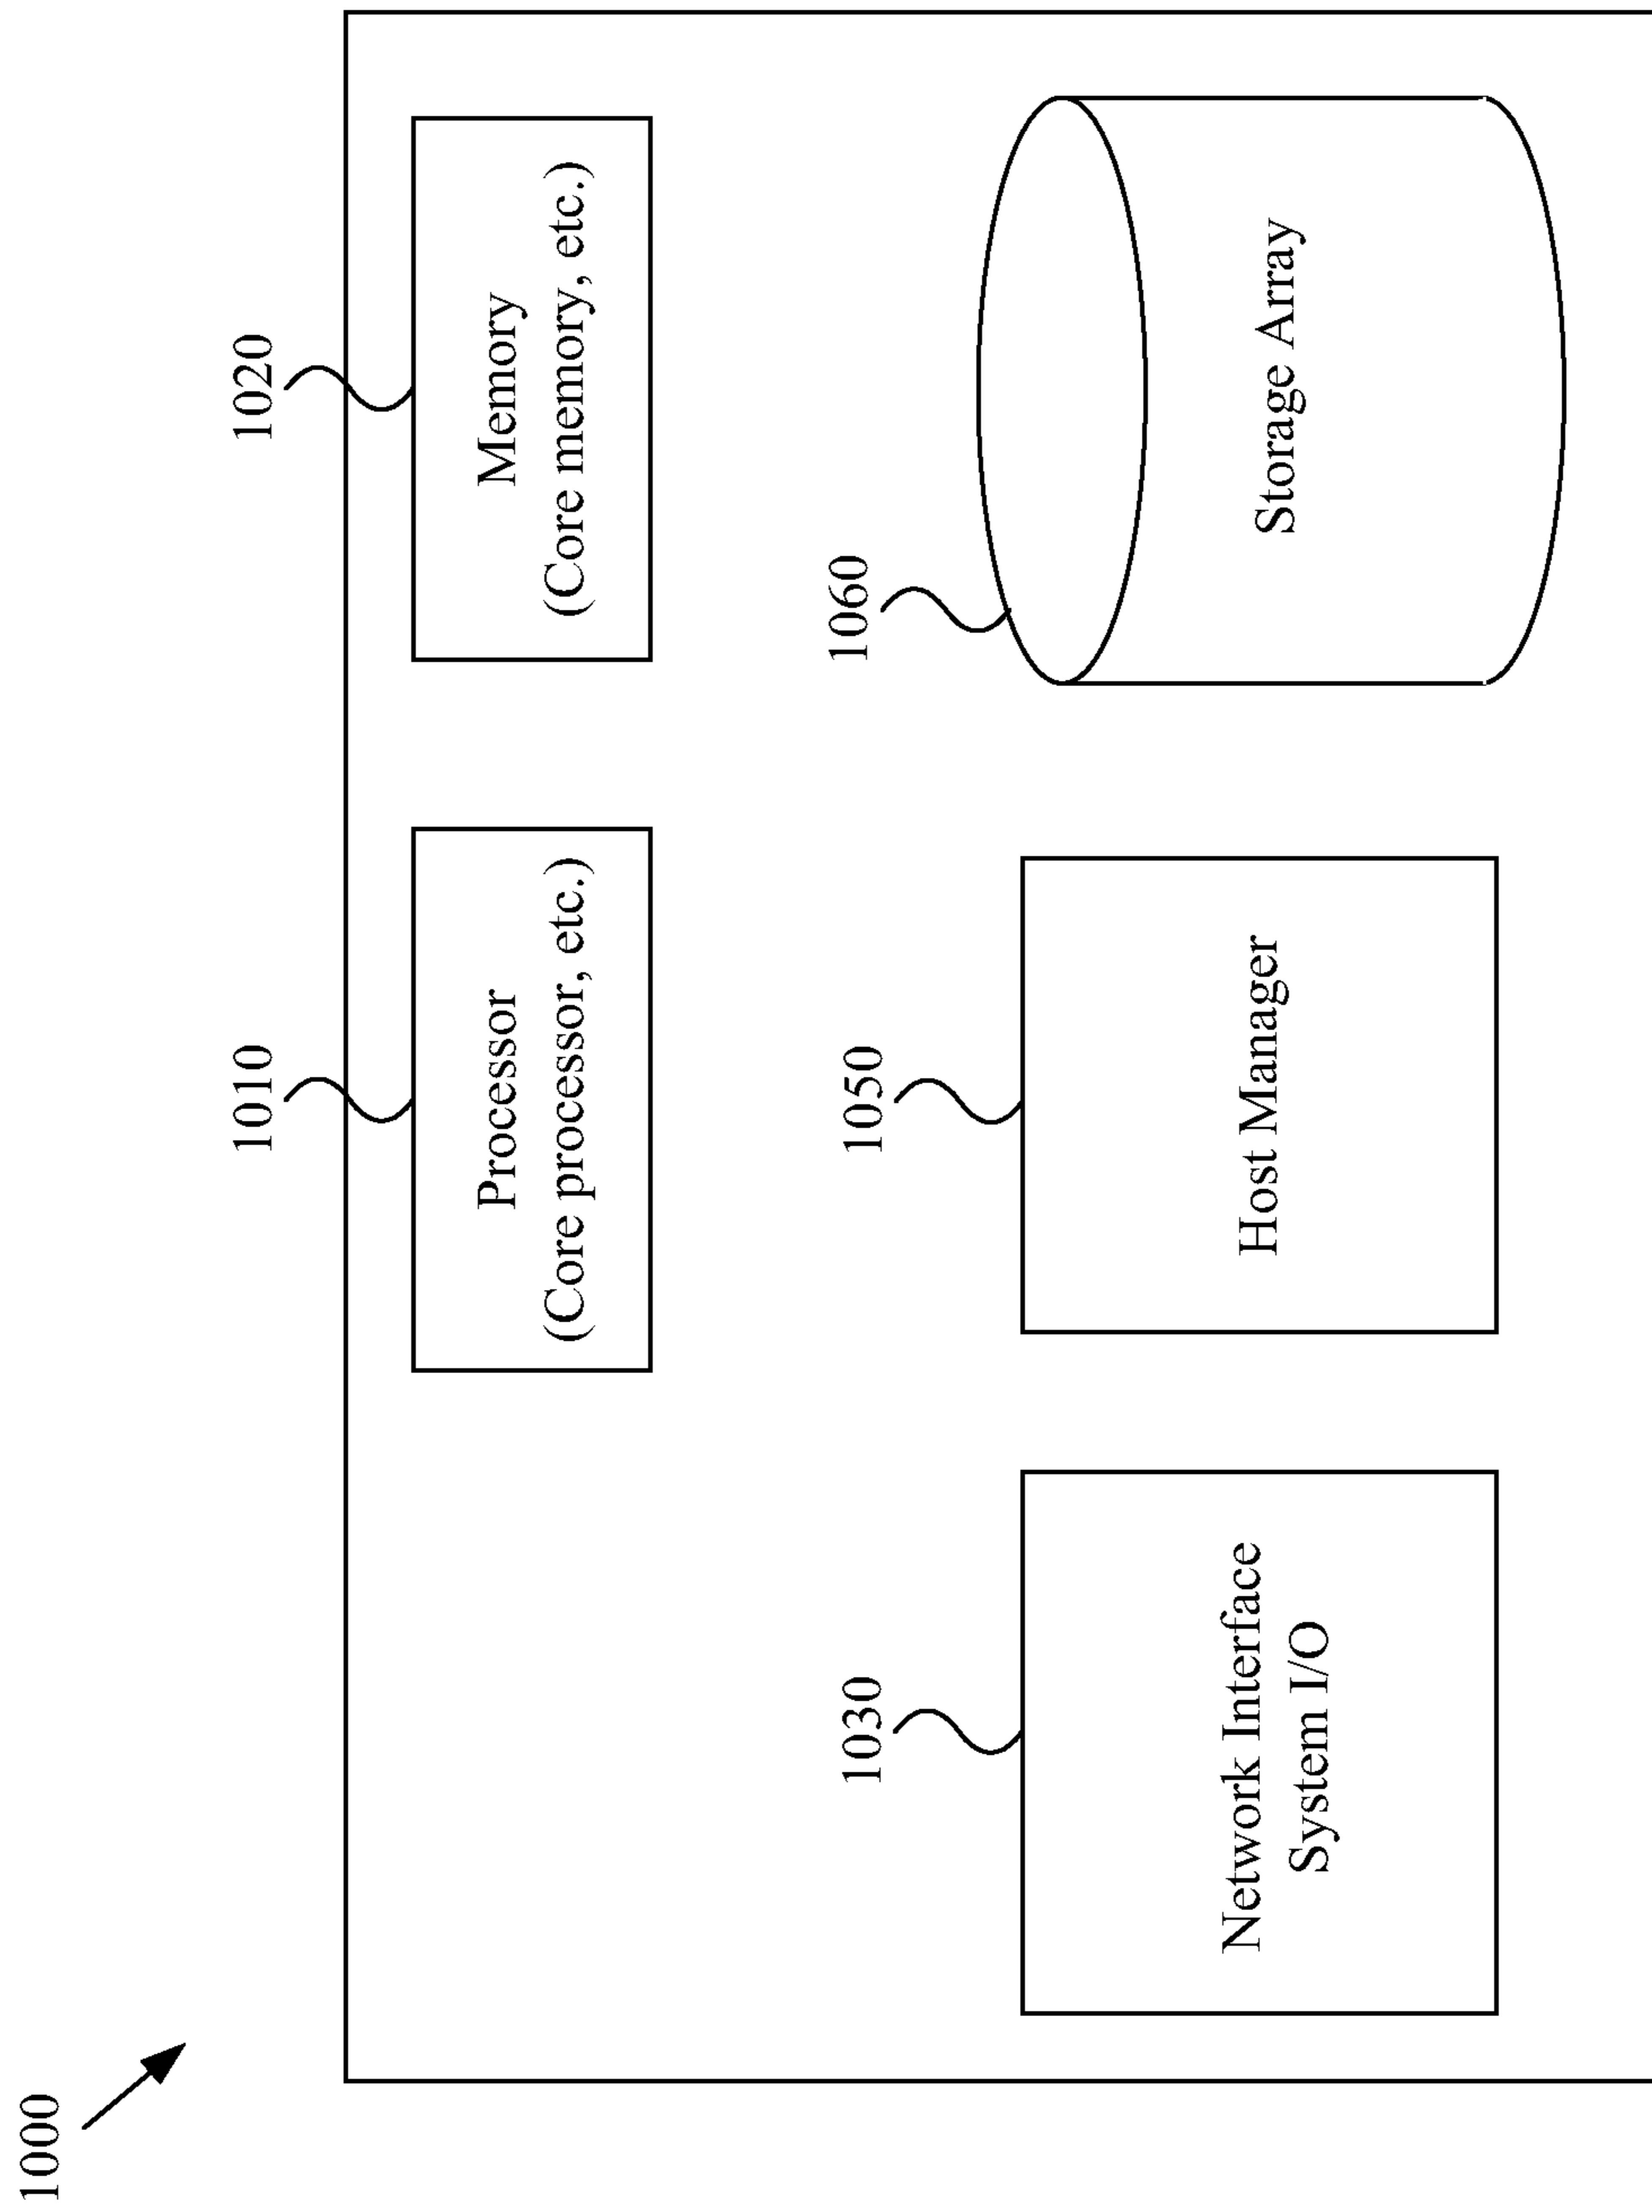 1000
1010
Processor
(Core processor, etc.)
1020
Memory
(Core memory, etc.)
1030
Network Interface
System I/O
1050
Host Manager
1060
Storage Array